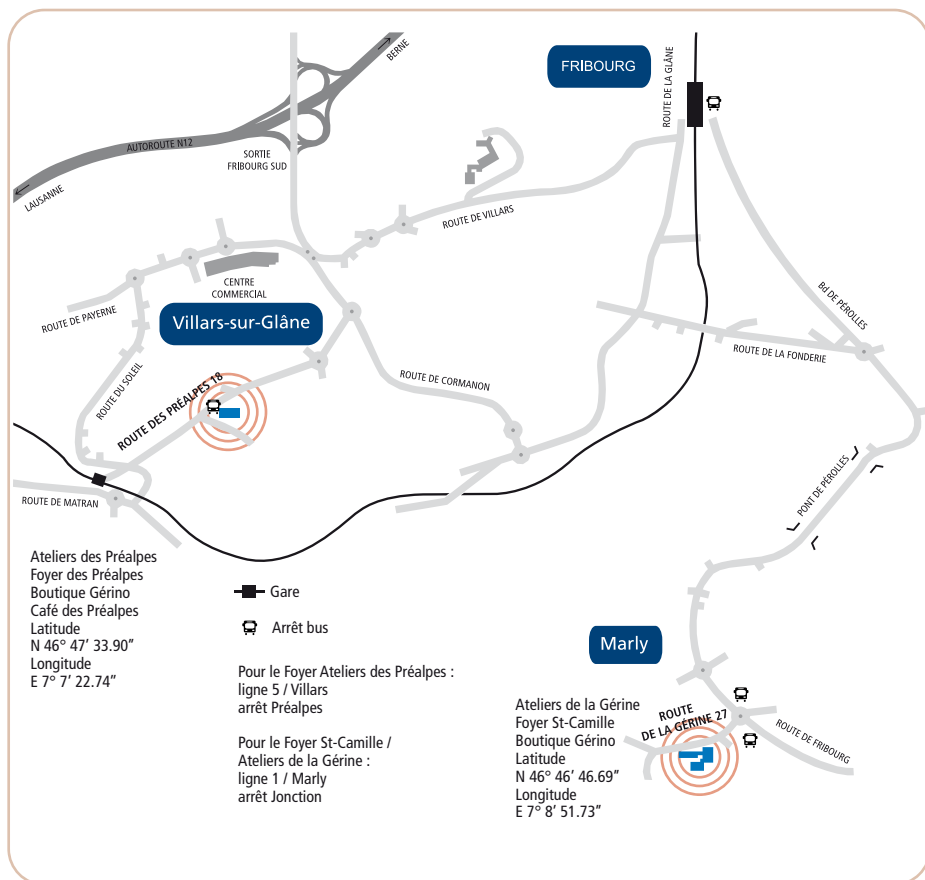 BERNE
FRIBOURG
ROUTE DE LA GLÂNE
AUTOROUTE N12
SORTIE
FRIBOURG SUD
LAUSANNE
ROUTE DE VILLARS
CENTRE
COMMERCIAL
ROUTE DE PAYERNE
Villars-sur-Glâne
Bd DE PÉROLLES
ROUTE DE LA FONDERIE
ROUTE DU SOLEIL
ROUTE DES PRÉALPES 18
ROUTE DE CORMANON
PONT DE PÉROLLES
ROUTE DE MATRAN
Ateliers des Préalpes
Foyer des Préalpes
Boutique Gérino
Café des Préalpes
Latitude
N 46° 47’ 33.90’’
Longitude
E 7° 7’ 22.74’’
Gare
Arrêt bus
Pour le Foyer Ateliers des Préalpes :
ligne 5 / Villars
arrêt Préalpes
Pour le Foyer St-Camille /
Ateliers de la Gérine :
ligne 1 / Marly
arrêt Jonction
Marly
ROUTE
DE LA GÉRINE 27
ROUTE DE FRIBOURG
Ateliers de la Gérine
Foyer St-Camille
Boutique Gérino
Latitude
N 46° 46’ 46.69’’
Longitude
E 7° 8’ 51.73’’